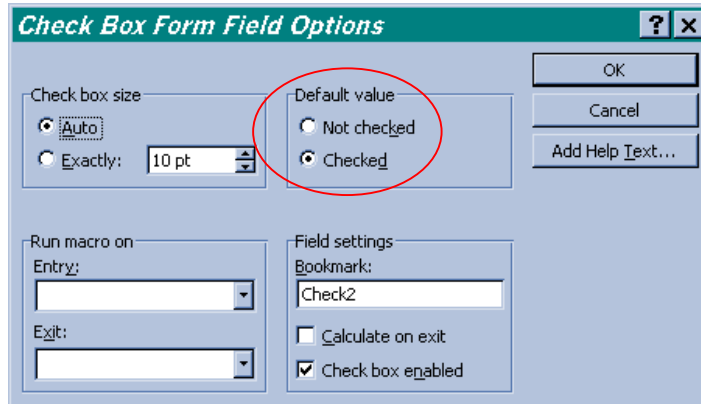 Check Box Form Field Options
? ×
Check box size
Auto
Exactly: 10 pt
Default value
Not checked
Checked
OK
Cancel
Add Help Text...
Run macro on
Entry:
Exit:
Field settings
Bookmark:
Check2
Calculate on exit
Check box enabled